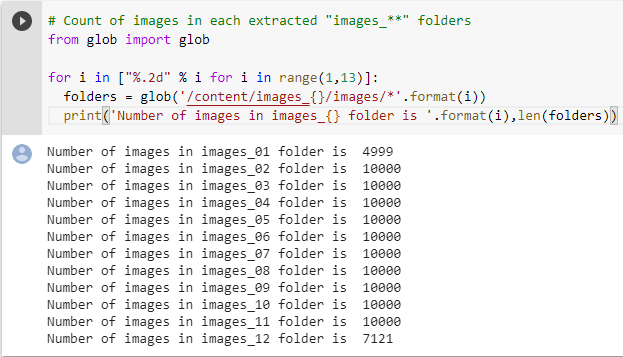 # Count of images in each extracted "images_**" folders
from glob import glob
for i in ["%.2d" % i for i in range(1,13)]:
  folders = glob('/content/images_{}/images/*'.format(i))
  print('Number of images in images_{} folder is '.format(i),len(folders))
Number of images in images_01 folder is  4999
Number of images in images_02 folder is  10000
Number of images in images_03 folder is  10000
Number of images in images_04 folder is  10000
Number of images in images_05 folder is  10000
Number of images in images_06 folder is  10000
Number of images in images_07 folder is  10000
Number of images in images_08 folder is  10000
Number of images in images_09 folder is  10000
Number of images in images_10 folder is  10000
Number of images in images_11 folder is  10000
Number of images in images_12 folder is  7121